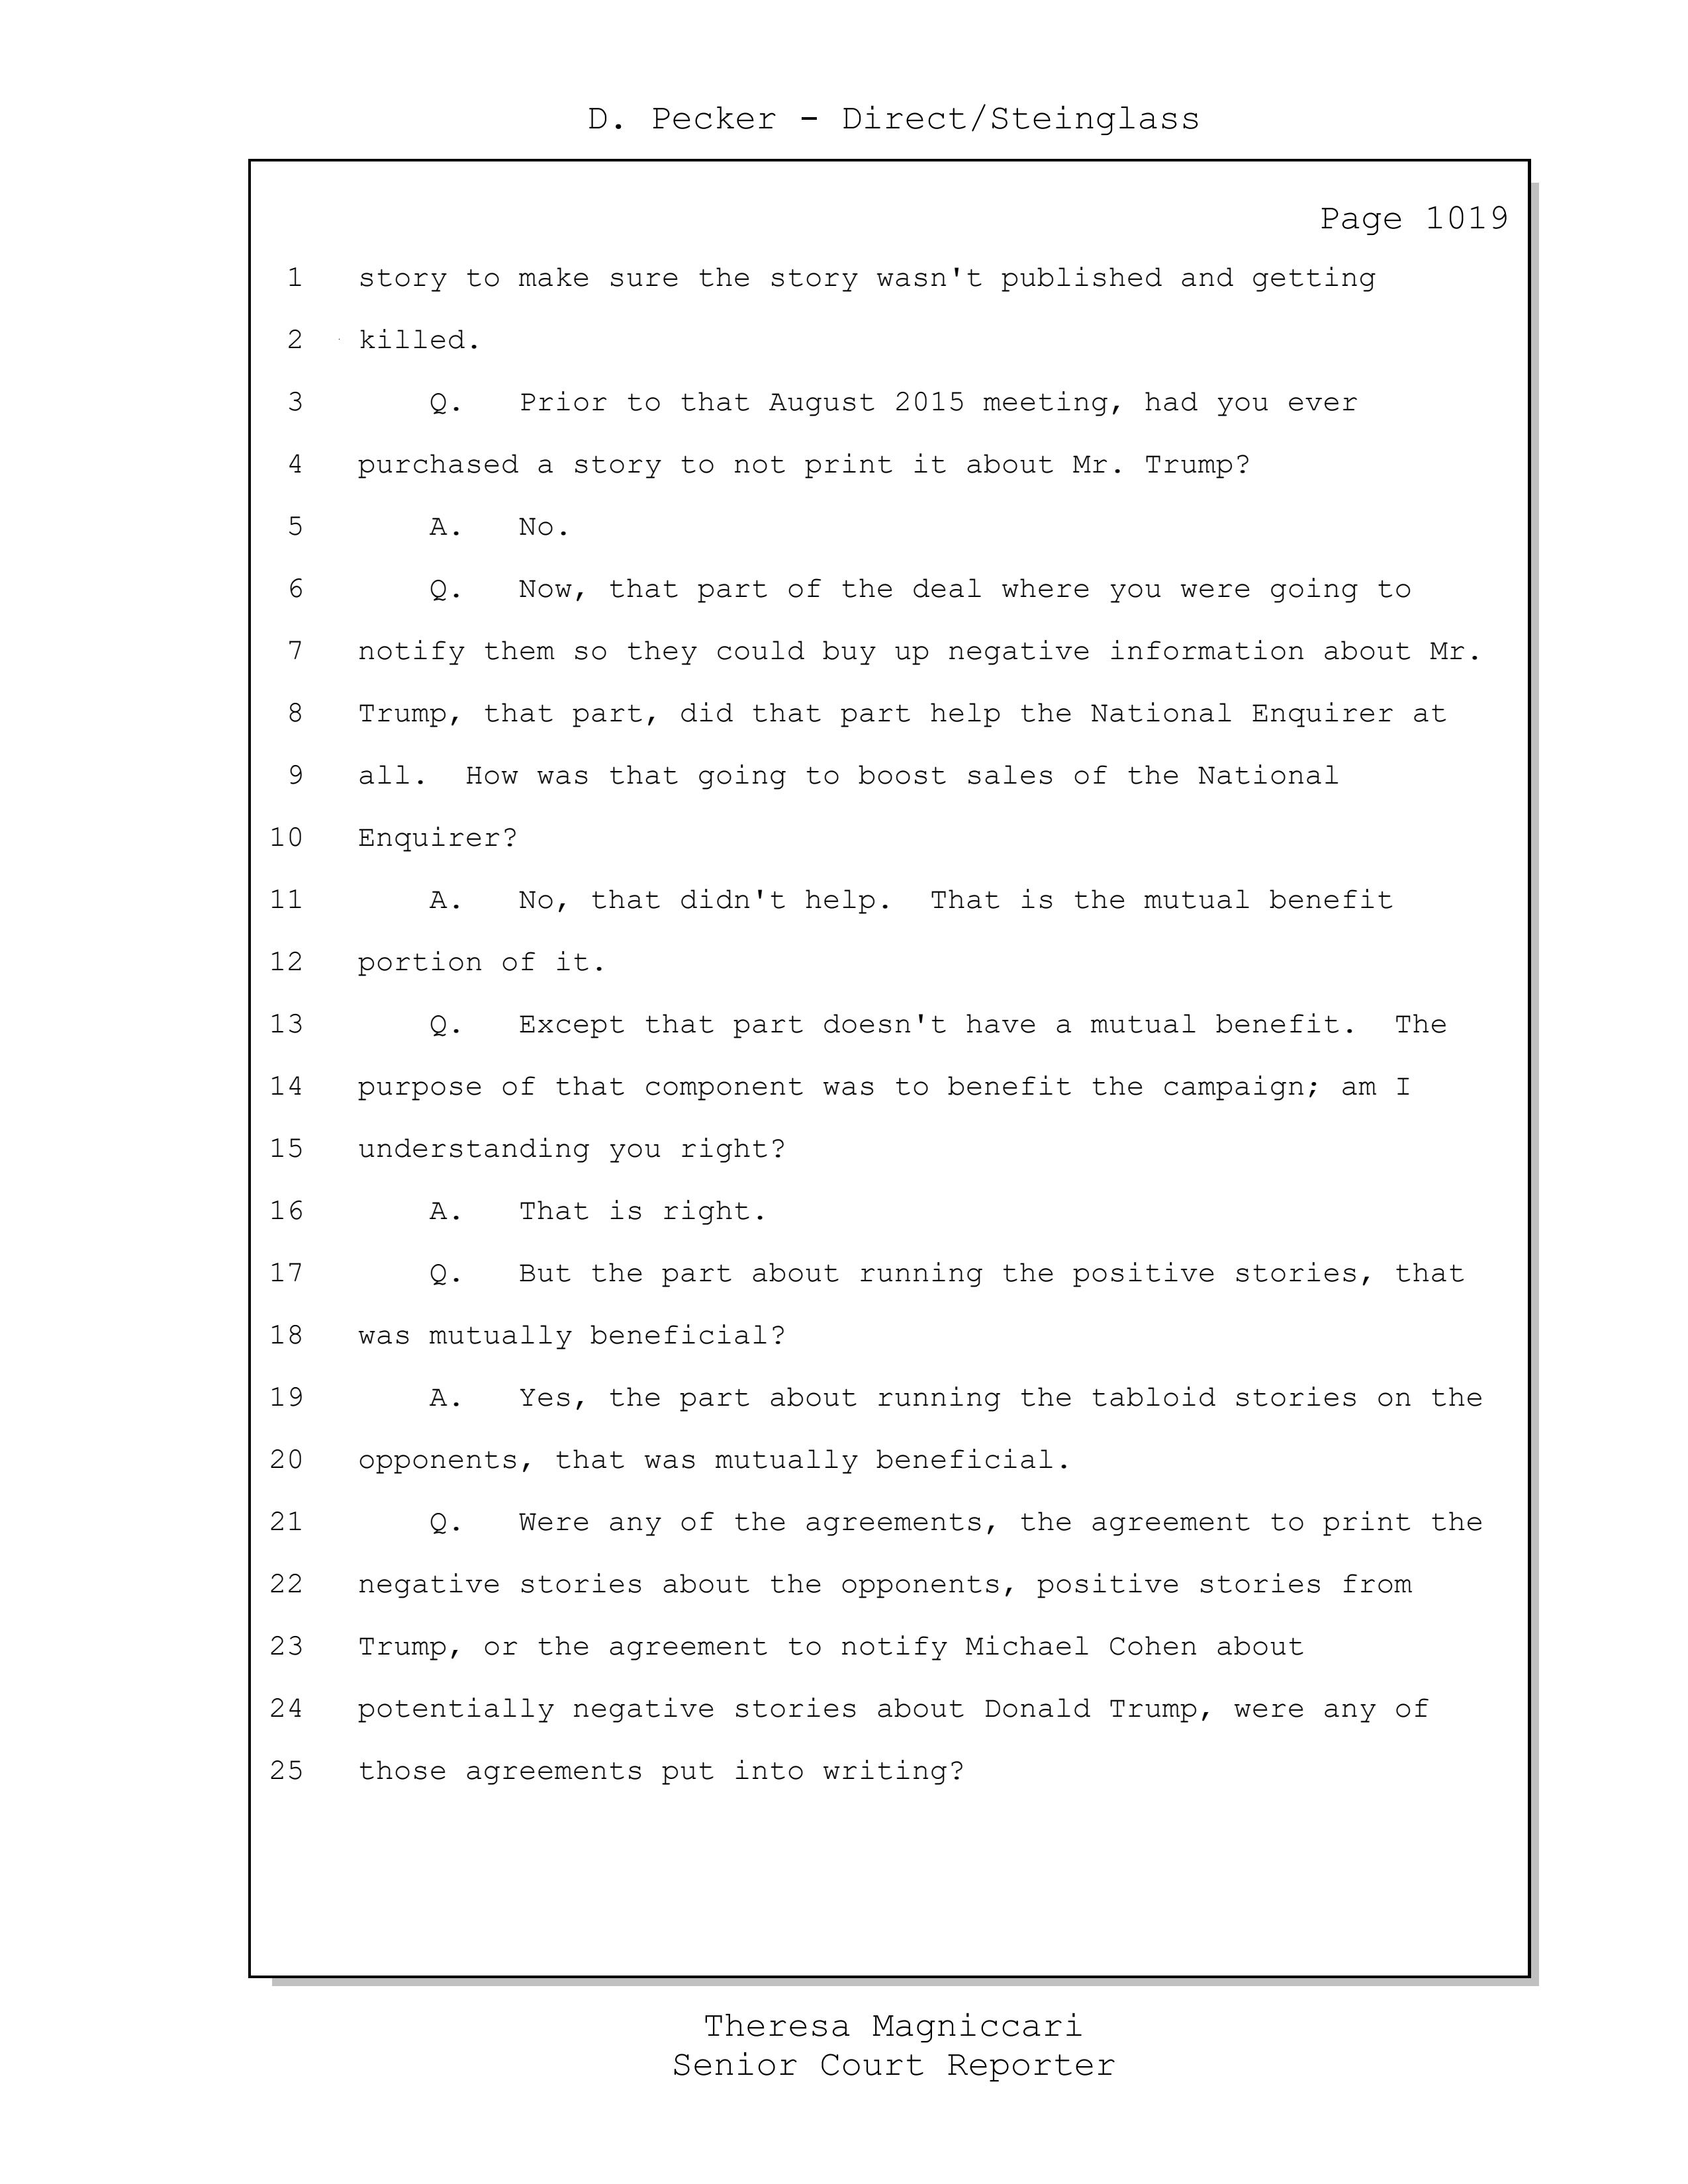 D. Pecker - Direct/Steinglass
Page 1019
1 story to make sure the story wasn't published and getting
2 killed.
3 Q. Prior to that August 2015 meeting, had you ever
4 purchased a story to not print it about Mr. Trump?
5 A. No.
6 Q. Now, that part of the deal where you were going to
7 notify them so they could buy up negative information about Mr.
8 Trump, that part, did that part help the National Enquirer at
9 all. How was that going to boost sales of the National
10 Enquirer?
11 A. No, that didn't help. That is the mutual benefit
12 portion of it.
13 Q. Except that part doesn't have a mutual benefit. The
14 purpose of that component was to benefit the campaign; am I
15 understanding you right?
16 A. That is right.
17 Q. But the part about running the positive stories, that
18 was mutually beneficial?
19 A. Yes, the part about running the tabloid stories on the
20 opponents, that was mutually beneficial.
21 Q. Were any of the agreements, the agreement to print the
22 negative stories about the opponents, positive stories from
23 Trump, or the agreement to notify Michael Cohen about
24 potentially negative stories about Donald Trump, were any of
25 those agreements put into writing?
Theresa Magniccari
Senior Court Reporter